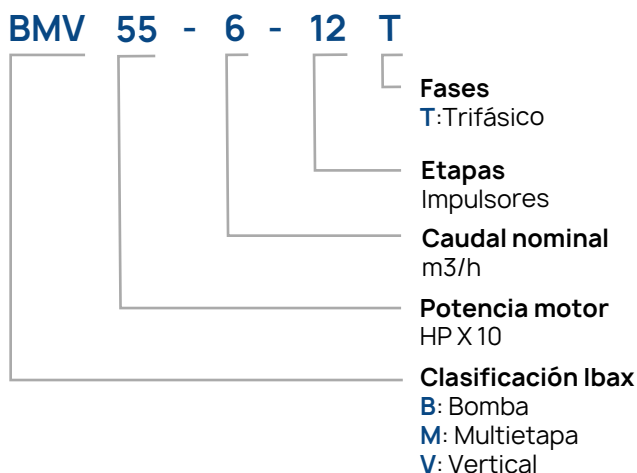 BMV 55 - 6 - 12 T
Fases
T:Trifásico
Etapas
Impulsores
Caudal nominal
m3/h
Potencia motor
HP X 10
Clasificación Ibax
B: Bomba
M: Multietapa
V: Vertical